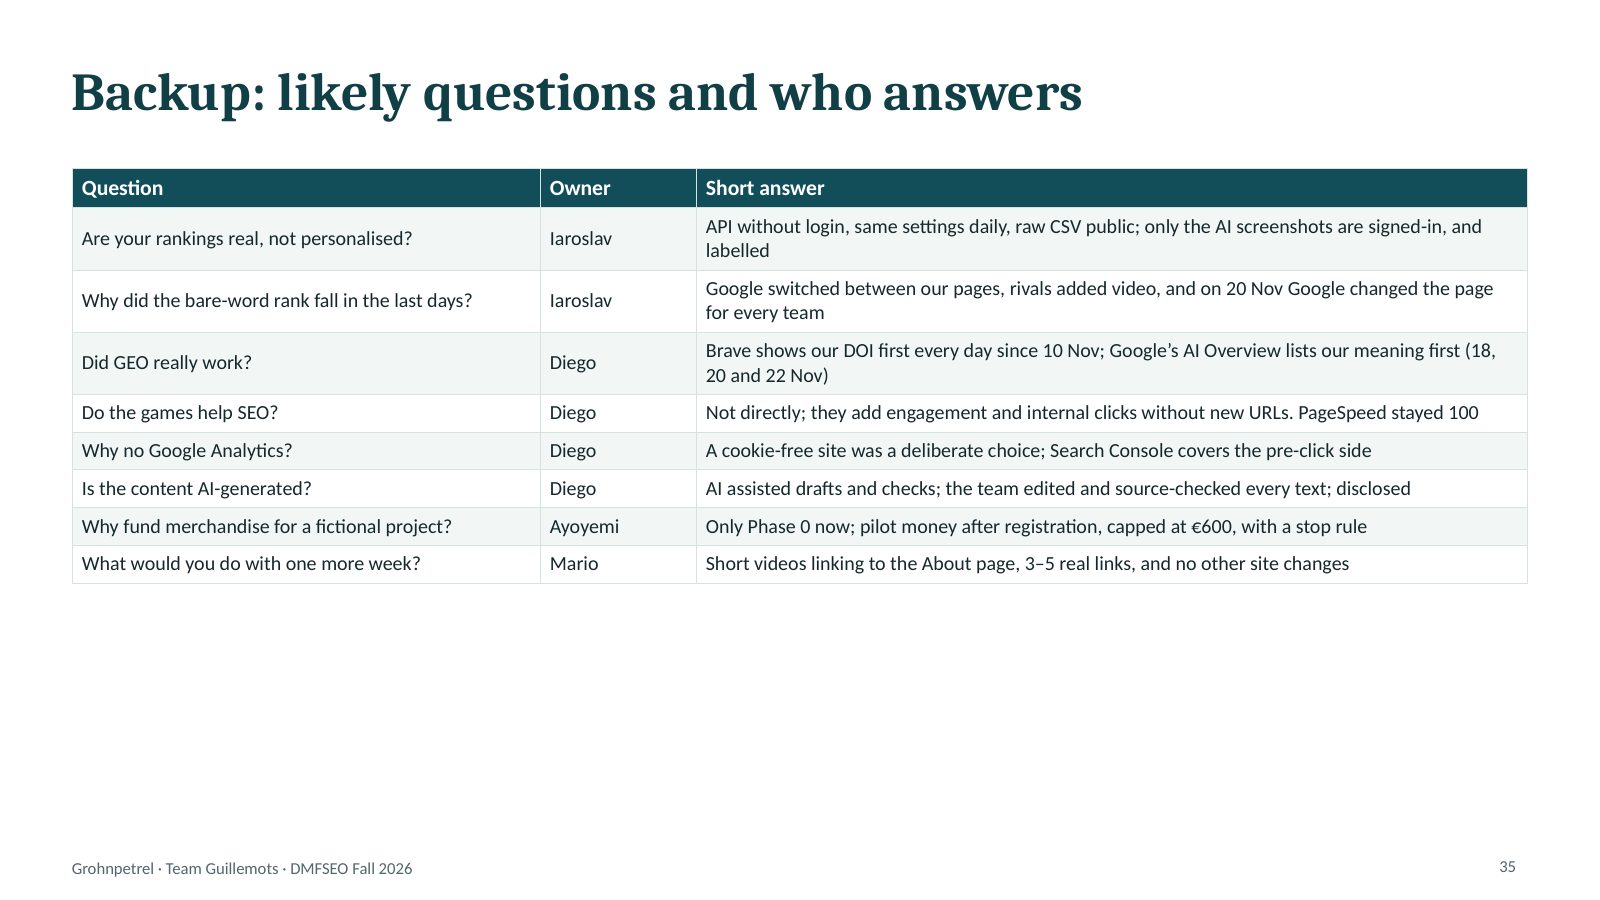 Backup: likely questions and who answers
Question Owner Short answer
Are your rankings real, not personalised? Iaroslav API without login, same settings daily, raw CSV public; only the AI screenshots are signed-in, and
labelled
Why did the bare-word rank fall in the last days? Iaroslav Google switched between our pages, rivals added video, and on 20 Nov Google changed the page
for every team
Did GEO really work? Diego Brave shows our DOI first every day since 10 Nov; Google’s AI Overview lists our meaning first (18,
20 and 22 Nov)
Do the games help SEO? Diego Not directly; they add engagement and internal clicks without new URLs. PageSpeed stayed 100
Why no Google Analytics? Diego A cookie-free site was a deliberate choice; Search Console covers the pre-click side
Is the content AI-generated? Diego AI assisted drafts and checks; the team edited and source-checked every text; disclosed
Why fund merchandise for a fictional project? Ayoyemi Only Phase 0 now; pilot money after registration, capped at €600, with a stop rule
What would you do with one more week? Mario Short videos linking to the About page, 3–5 real links, and no other site changes
Grohnpetrel · Team Guillemots · DMFSEO Fall 2026 35